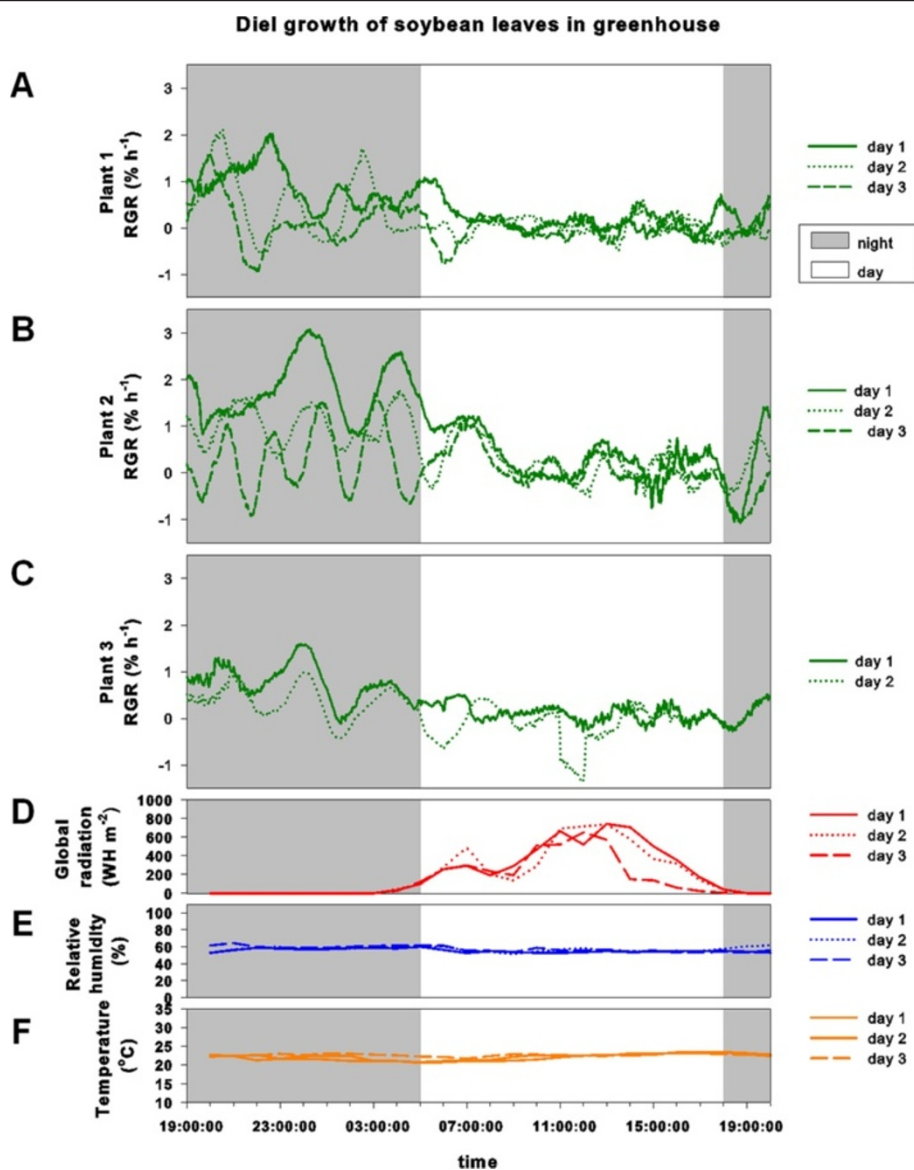 Diel growth of soybean leaves in greenhouse
A
Plant 1
RGR (% h⁻¹)
3
2
1
0
-1
day 1
day 2
day 3
night
day
B
Plant 2
RGR (% h⁻¹)
3
2
1
0
-1
day 1
day 2
day 3
C
Plant 3
RGR (% h⁻¹)
3
2
1
0
-1
day 1
day 2
D
Global
radiation
(WH m⁻²)
1000
800
600
400
200
0
day 1
day 2
day 3
E
Relative
humidity
(%)
100
80
60
40
20
0
day 1
day 2
day 3
F
Temperature
(°C)
35
30
25
20
15
10
day 1
day 2
day 3
19:00:00 23:00:00 03:00:00 07:00:00 11:00:00 15:00:00 19:00:00
time